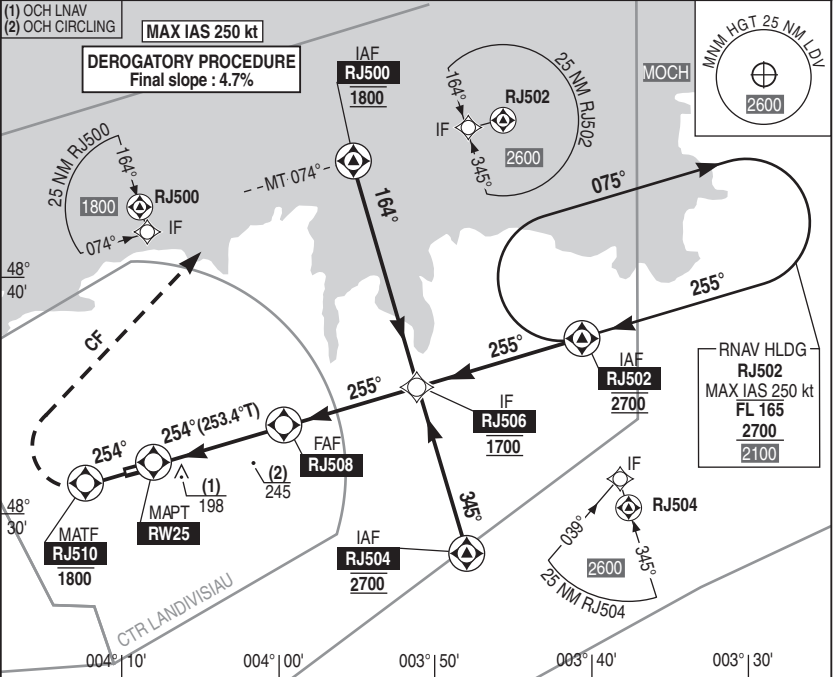 (1) OCH LNAV
(2) OCH CIRCLING
MAX IAS 250 kt
DEROGATORY PROCEDURE
Final slope : 4.7%
IAF
RJ500
1800
25 NM RJ502
164°
IF
RJ502
345°
2600
MOCH
MNM HGT 25 NM LDV
2600
25 NM RJ500
164°
1800
RJ500
IF
074°
MT 074°
164°
075°
255°
48°
40'
CF
255°
255°
IAF
RJ502
2700
RNAV HLDG
RJ502
MAX IAS 250 kt
FL 165
2700
2100
IF
RJ506
1700
254°
254°(253.4°T)
FAF
RJ508
(1)
198
(2)
245
MAPT
RW25
48°
30'
MATF
RJ510
1800
345°
IAF
RJ504
2700
IF
RJ504
039°
345°
2600
25 NM RJ504
CTR LANDIVISIAU
004° 10'
004° 00'
003° 50'
003° 40'
003° 30'